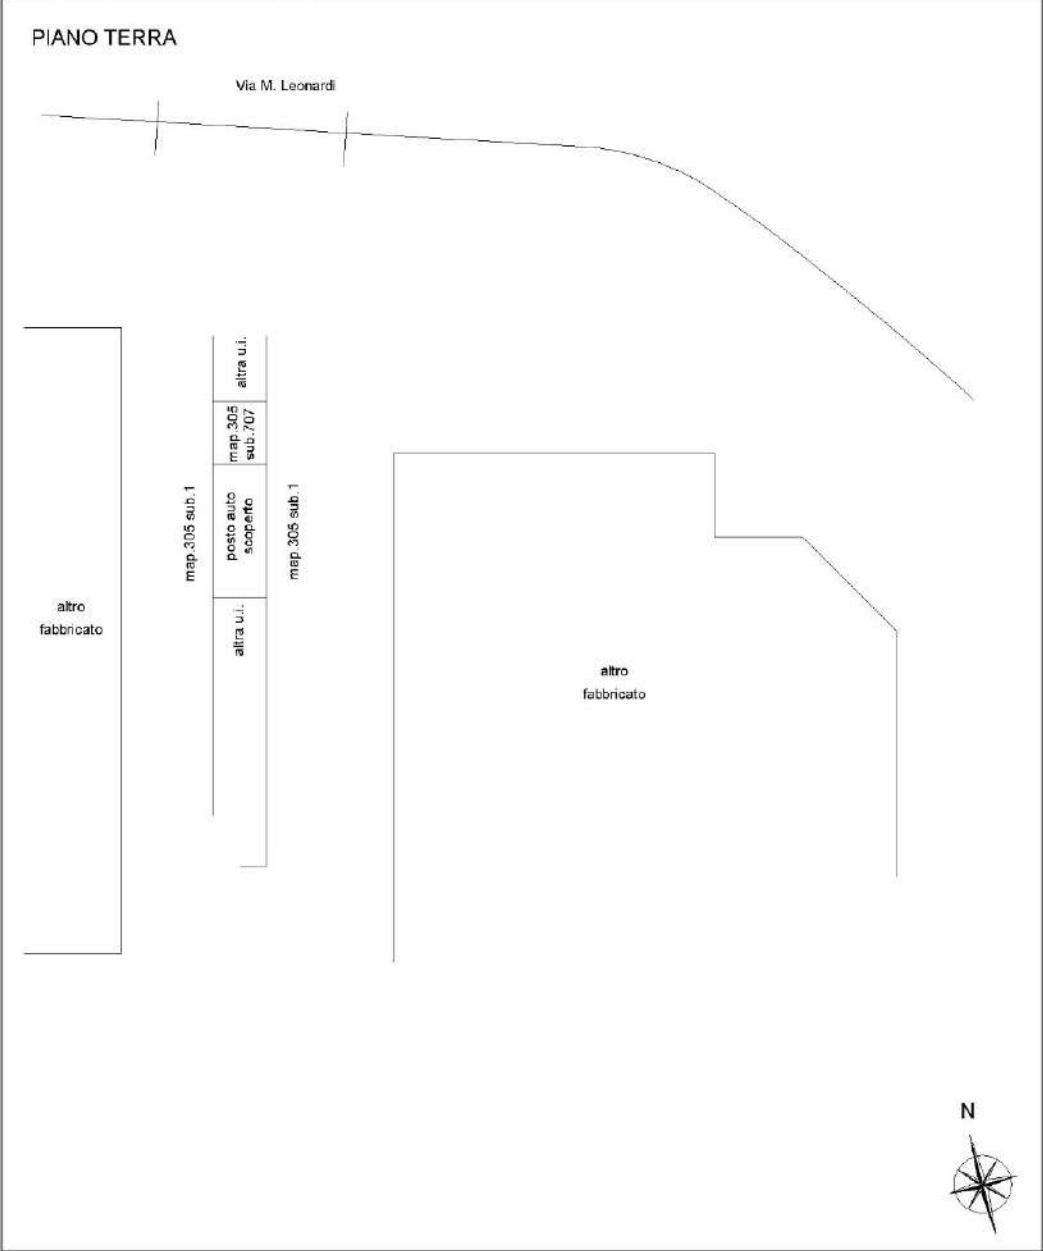 PIANO TERRA
Via M. Leonardi
altra u.i.
map.305
sub.707
map.305 sub.1
posto auto
scoperto
map.305 sub.1
altra u.i.
altro
fabbricato
altro
fabbricato
N